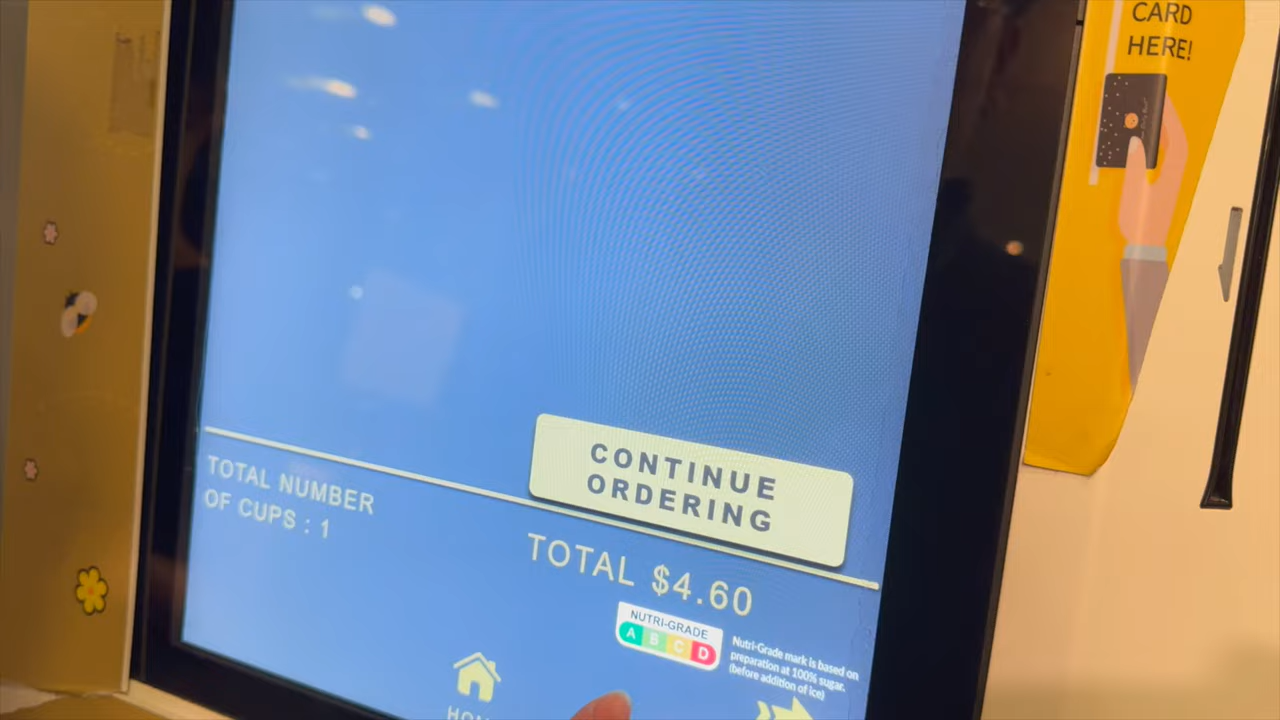 CARD
HERE!
CONTINUE
ORDERING
TOTAL NUMBER
OF CUPS : 1
TOTAL $4.60
NUTRI-GRADE
A B C D
Nutri-Grade mark is based on
preparation at 100% sugar,
(before addition of ice)
HOM